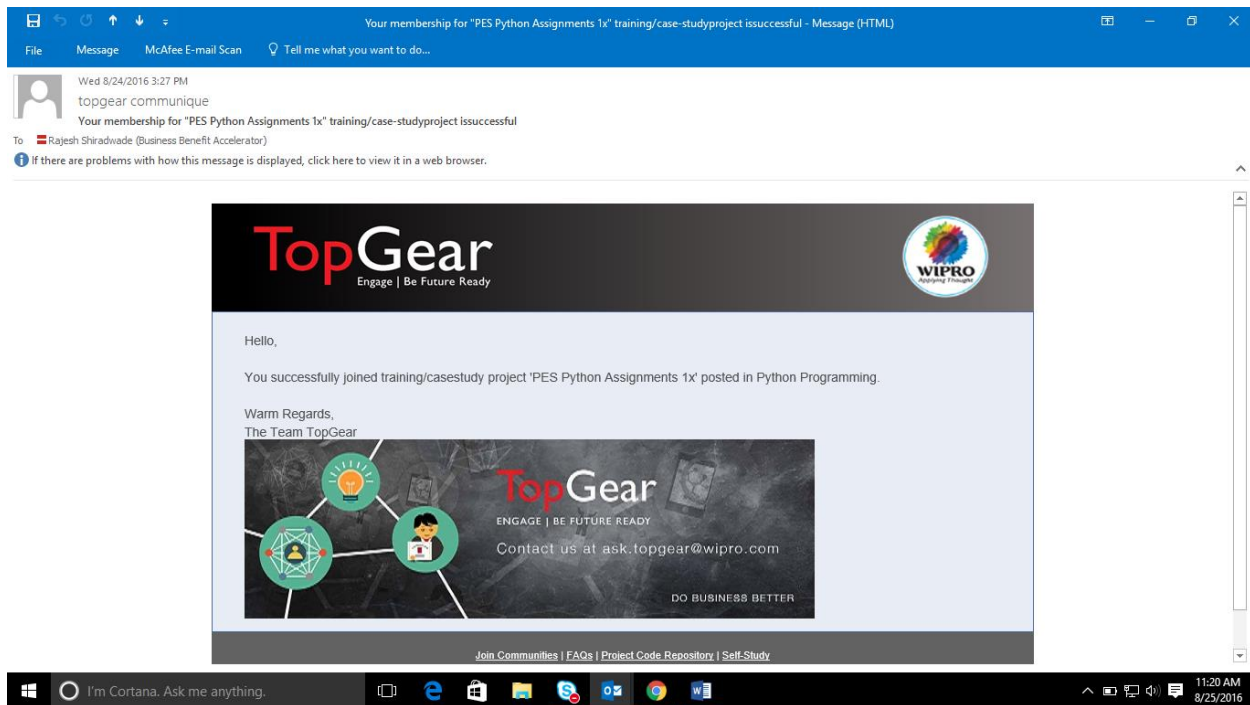 Your membership for "PES Python Assignments 1x" training/case-studyproject issuccessful - Message (HTML)
File Message McAfee E-mail Scan Tell me what you want to do...
Wed 8/24/2016 3:27 PM
topgear communique
Your membership for "PES Python Assignments 1x" training/case-studyproject issuccessful
To Rajesh Shiradwade (Business Benefit Accelerator)
If there are problems with how this message is displayed, click here to view it in a web browser.
TopGear
Engage | Be Future Ready
WIPRO
Applying Thought
Hello,
You successfully joined training/casestudy project 'PES Python Assignments 1x' posted in Python Programming.
Warm Regards,
The Team TopGear
TopGear
ENGAGE | BE FUTURE READY
Contact us at ask.topgear@wipro.com
DO BUSINESS BETTER
Join Communities | FAQs | Project Code Repository | Self-Study
I'm Cortana. Ask me anything.
11:20 AM
8/25/2016